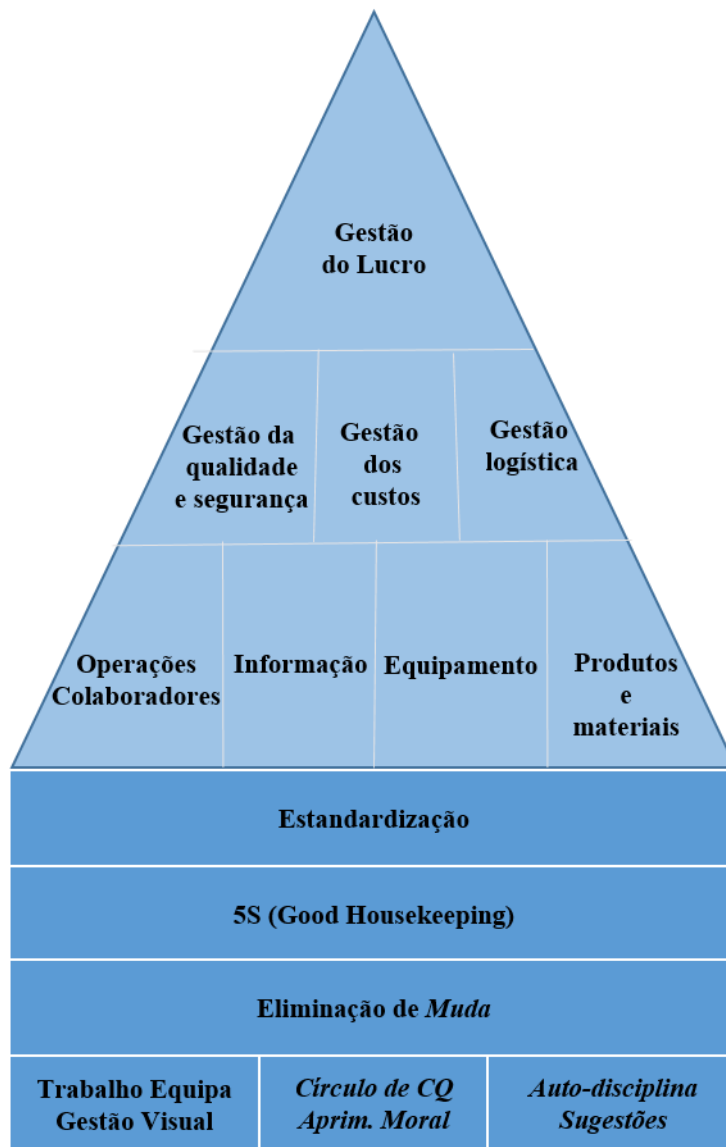 Gestão
do Lucro
Gestão da
qualidade
e segurança
Gestão
dos
custos
Gestão
logística
Operações
Colaboradores
Informação
Equipamento
Produtos
e
materiais
Estandardização
5S (Good Housekeeping)
Eliminação de Muda
Trabalho Equipa
Gestão Visual
Círculo de CQ
Aprim. Moral
Auto-disciplina
Sugestões